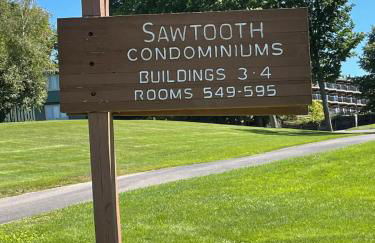 SAWTOOTH
CONDOMINIUMS
BUILDINGS 3-4
ROOMS 549-595